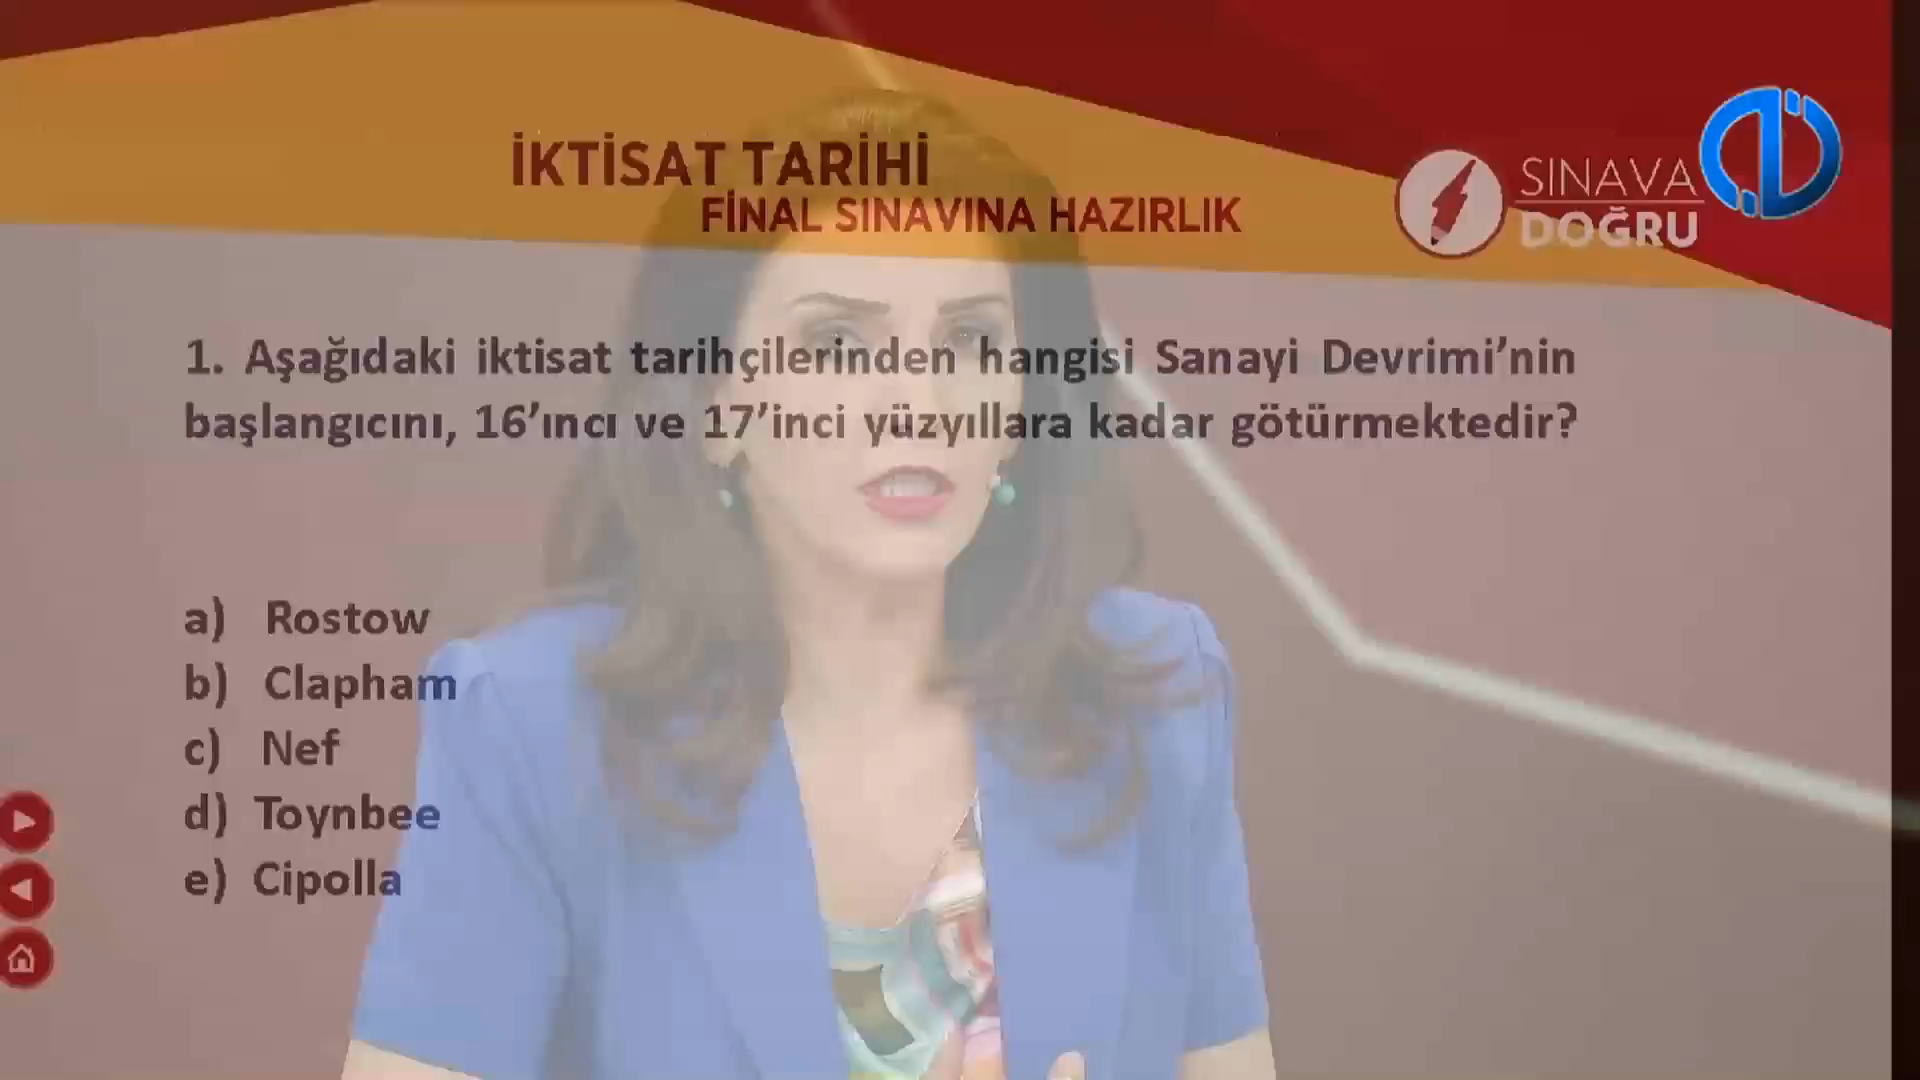 İKTİSAT TARİHİ
FİNAL SINAVINA HAZIRLIK
SINAVA
DOĞRU
1. Aşağıdaki iktisat tarihçilerinden hangisi Sanayi Devrimi’nin
başlangıcını, 16’ıncı ve 17’inci yüzyıllara kadar götürmektedir?
a) Rostow
b) Clapham
c) Nef
d) Toynbee
e) Cipolla